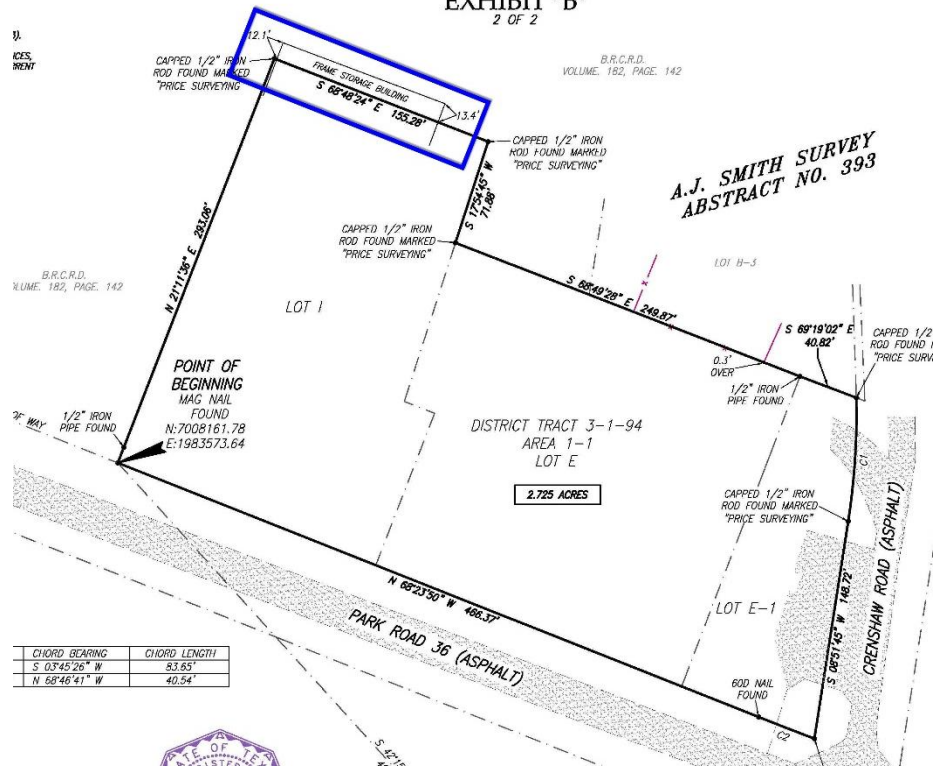 EXHIBIT "B"
2 OF 2
12.1'
FRAME STORAGE BUILDING
S 68°48'24" E 155.28'
13.4'
CAPPED 1/2" IRON
ROD FOUND MARKED
"PRICE SURVEYING"
B.R.C.R.D.
VOLUME. 182, PAGE. 142
CAPPED 1/2" IRON
ROD FOUND MARKED
"PRICE SURVEYING"
A.J. SMITH SURVEY
ABSTRACT NO. 393
S 17°54'45" W
71.88'
CAPPED 1/2" IRON
ROD FOUND MARKED
"PRICE SURVEYING"
N 21°11'36" E 293.06'
B.R.C.R.D.
PAGE. 142
LOT I
LOT B-3
S 68°49'28" E 249.87'
x
x
x
S 69°19'02" E
40.82'
CAPPED 1/2"
ROD FOUND
0.3'
OVER
1/2" IRON
PIPE FOUND
POINT OF
BEGINNING
MAG NAIL
FOUND
N:7008161.78
E:1983573.64
1/2" IRON
PIPE FOUND
OF WAY
DISTRICT TRACT 3-1-94
AREA 1-1
LOT E
2.725 ACRES
C1
CAPPED 1/2" IRON
ROD FOUND MARKED
"PRICE SURVEYING"
CRENSHAW ROAD (ASPHALT)
S 08°51'45" W 148.72'
N 68°23'50" W 466.37'
PARK ROAD 36 (ASPHALT)
LOT E-1
60D NAIL
FOUND
C2
CHORD BEARING CHORD LENGTH
S 03°45'26" W 83.65'
N 68°46'41" W 40.54'